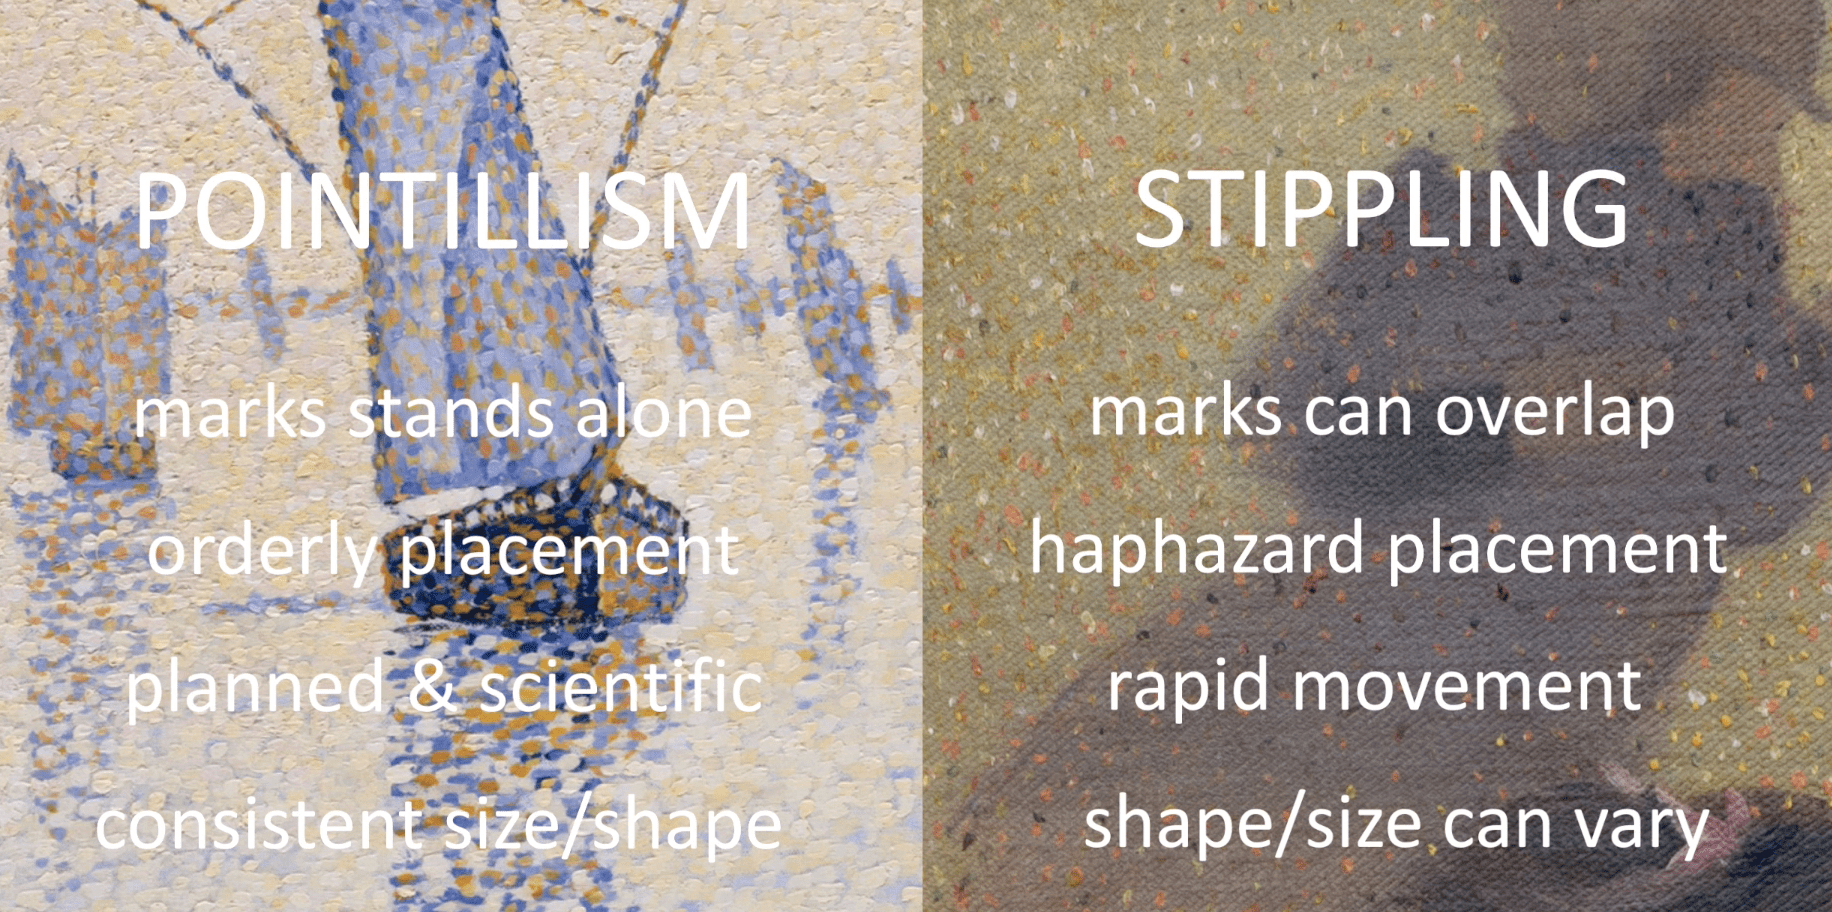 POINTILLISM
marks stands alone
orderly placement
planned & scientific
consistent size/shape
STIPPLING
marks can overlap
haphazard placement
rapid movement
shape/size can vary